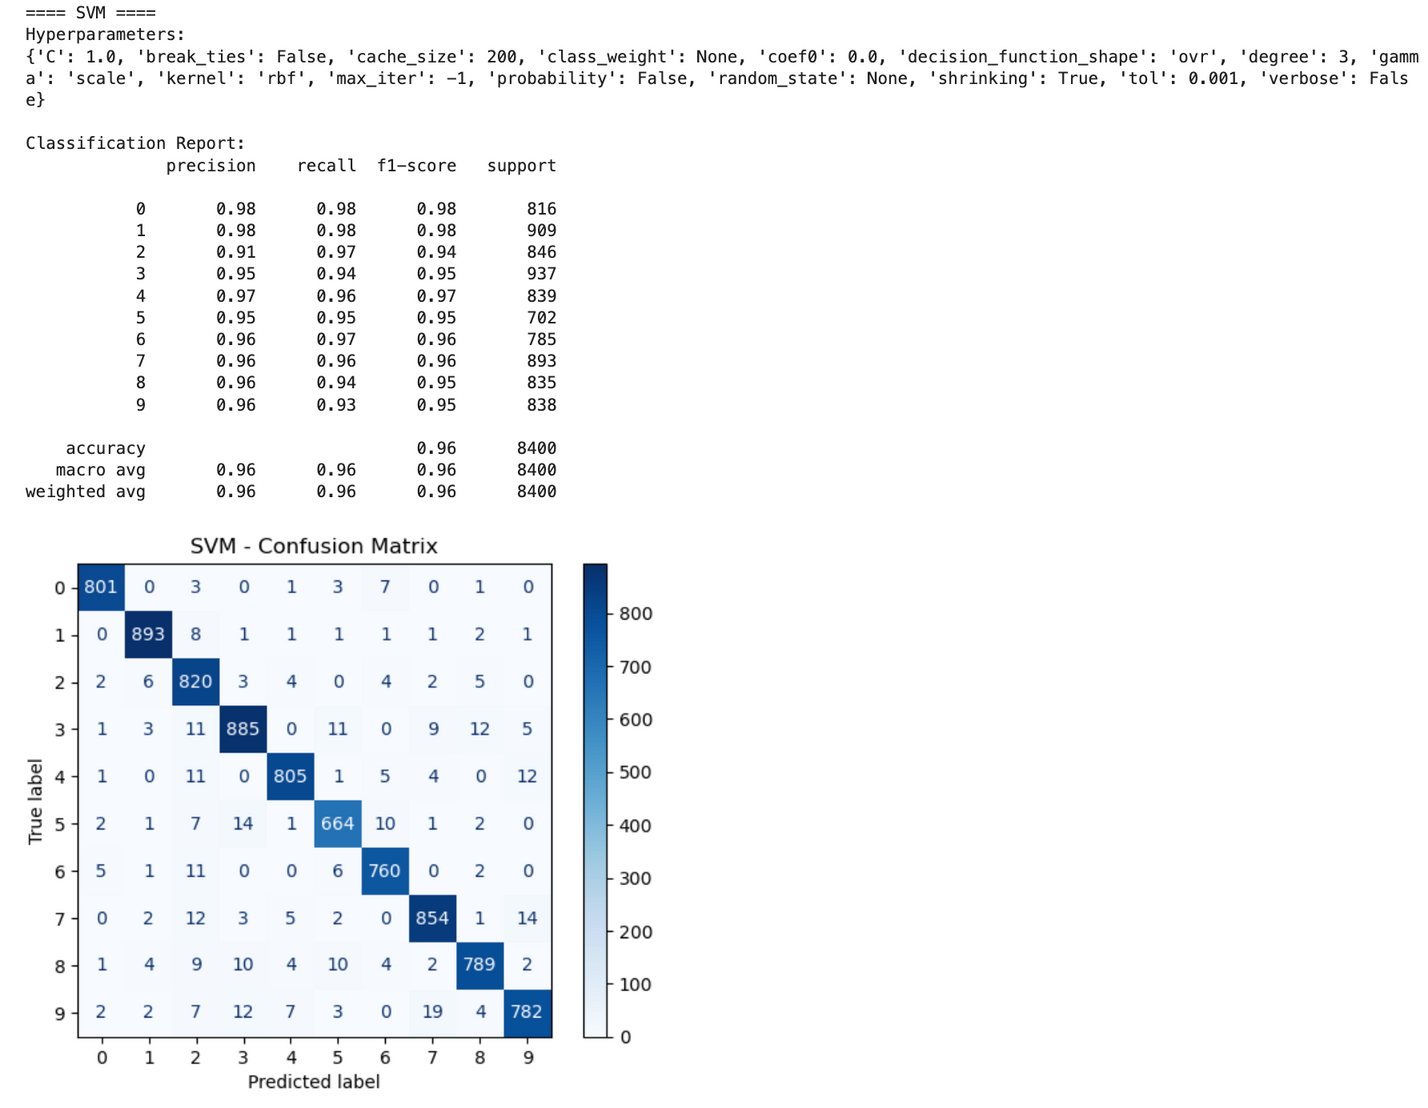 ==== SVM ====
Hyperparameters:
{'C': 1.0, 'break_ties': False, 'cache_size': 200, 'class_weight': None, 'coef0': 0.0, 'decision_function_shape': 'ovr', 'degree': 3, 'gamm
a': 'scale', 'kernel': 'rbf', 'max_iter': -1, 'probability': False, 'random_state': None, 'shrinking': True, 'tol': 0.001, 'verbose': Fals
e}
Classification Report:
precision recall f1-score support
0 0.98 0.98 0.98 816
1 0.98 0.98 0.98 909
2 0.91 0.97 0.94 846
3 0.95 0.94 0.95 937
4 0.97 0.96 0.97 839
5 0.95 0.95 0.95 702
6 0.96 0.97 0.96 785
7 0.96 0.96 0.96 893
8 0.96 0.94 0.95 835
9 0.96 0.93 0.95 838
accuracy 0.96 8400
macro avg 0.96 0.96 0.96 8400
weighted avg 0.96 0.96 0.96 8400
SVM - Confusion Matrix
True label
0 801 0 3 0 1 3 7 0 1 0
1 0 893 8 1 1 1 1 1 2 1
2 2 6 820 3 4 0 4 2 5 0
3 1 3 11 885 0 11 0 9 12 5
4 1 0 11 0 805 1 5 4 0 12
5 2 1 7 14 1 664 10 1 2 0
6 5 1 11 0 0 6 760 0 2 0
7 0 2 12 3 5 2 0 854 1 14
8 1 4 9 10 4 10 4 2 789 2
9 2 2 7 12 7 3 0 19 4 782
0 1 2 3 4 5 6 7 8 9
Predicted label
800
700
600
500
400
300
200
100
0